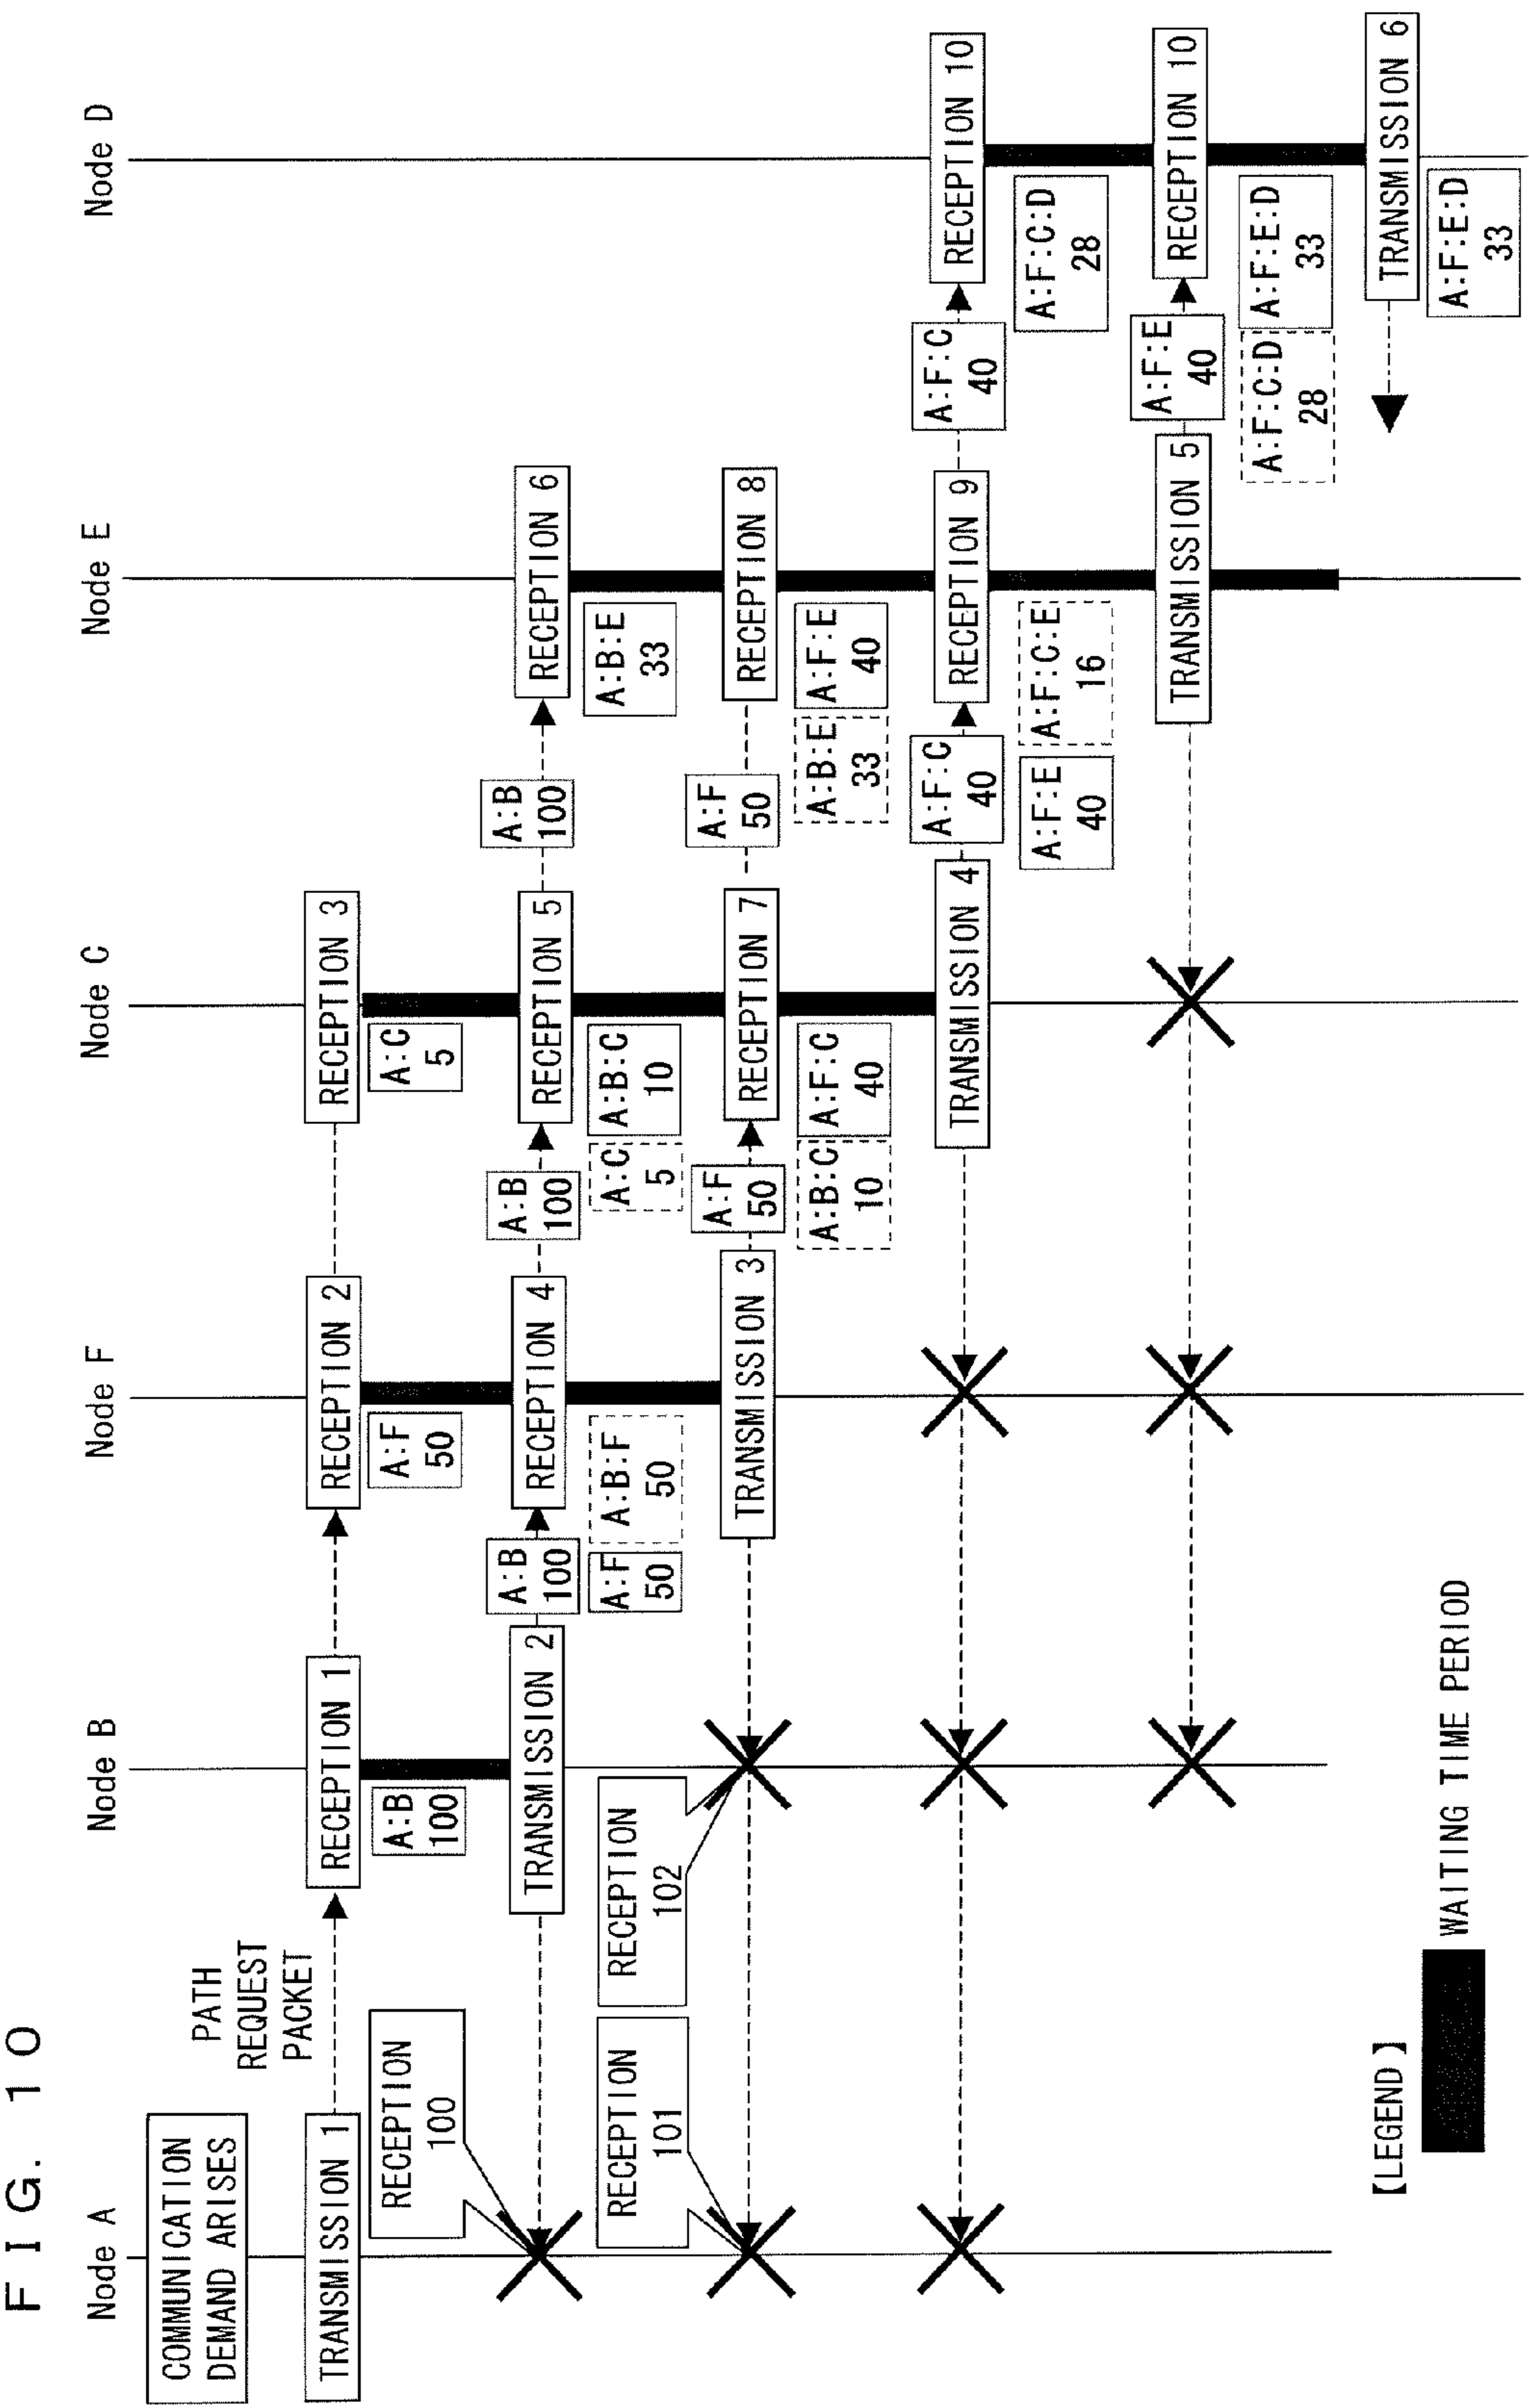 FIG. 10
Node A
Node B
Node F
Node C
Node E
Node D
COMMUNICATION
DEMAND ARISES
PATH
REQUEST
PACKET
TRANSMISSION 1
RECEPTION 1
RECEPTION 2
RECEPTION 3
RECEPTION
100
A:B
100
A:F
50
A:C
5
TRANSMISSION 2
A:B
100
RECEPTION 4
A:B
100
RECEPTION 5
A:B
100
RECEPTION 6
RECEPTION
101
RECEPTION
102
A:F
50
A:B:F
50
A:C
5
A:B:C
10
A:B:E
33
TRANSMISSION 3
A:F
50
RECEPTION 7
A:F
50
RECEPTION 8
A:B:C
10
A:F:C
40
A:B:E
33
A:F:E
40
TRANSMISSION 4
A:F:C
40
RECEPTION 9
A:F:C
40
RECEPTION 10
A:F:E
40
A:F:C:E
16
A:F:C:D
28
TRANSMISSION 5
A:F:E
40
RECEPTION 10
A:F:C:D
28
A:F:E:D
33
TRANSMISSION 6
A:F:E:D
33
【LEGEND】
WAITING TIME PERIOD